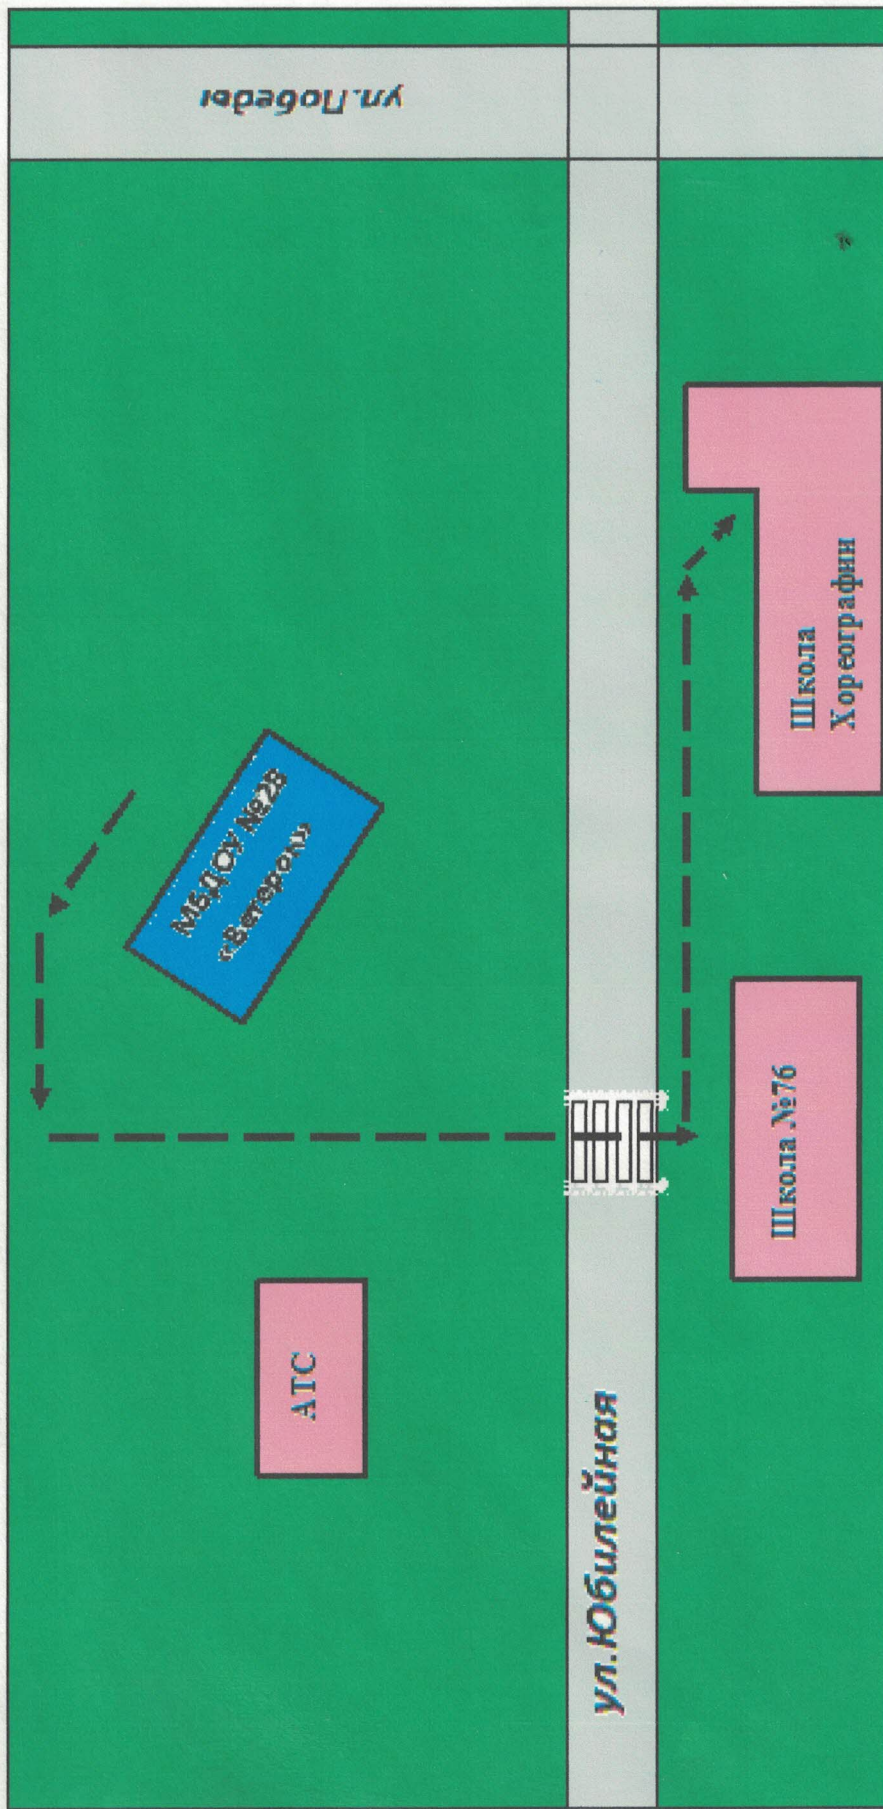 ул.Победы
МБДОУ №28
«Ветерок»
АТС
ул.Юбилейная
Школа №76
Школа
Хореографии